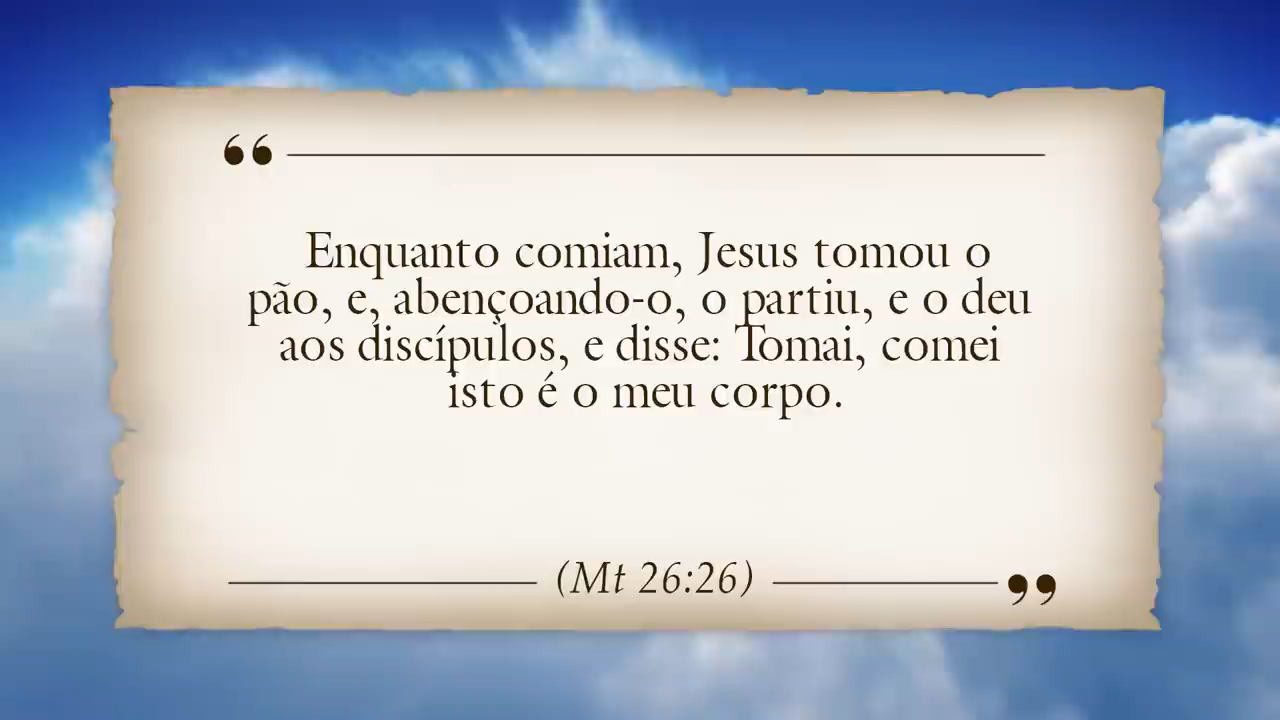 “
Enquanto comiam, Jesus tomou o
pão, e, abençoando-o, o partiu, e o deu
aos discípulos, e disse: Tomai, comei
isto é o meu corpo.
(Mt 26:26)
”